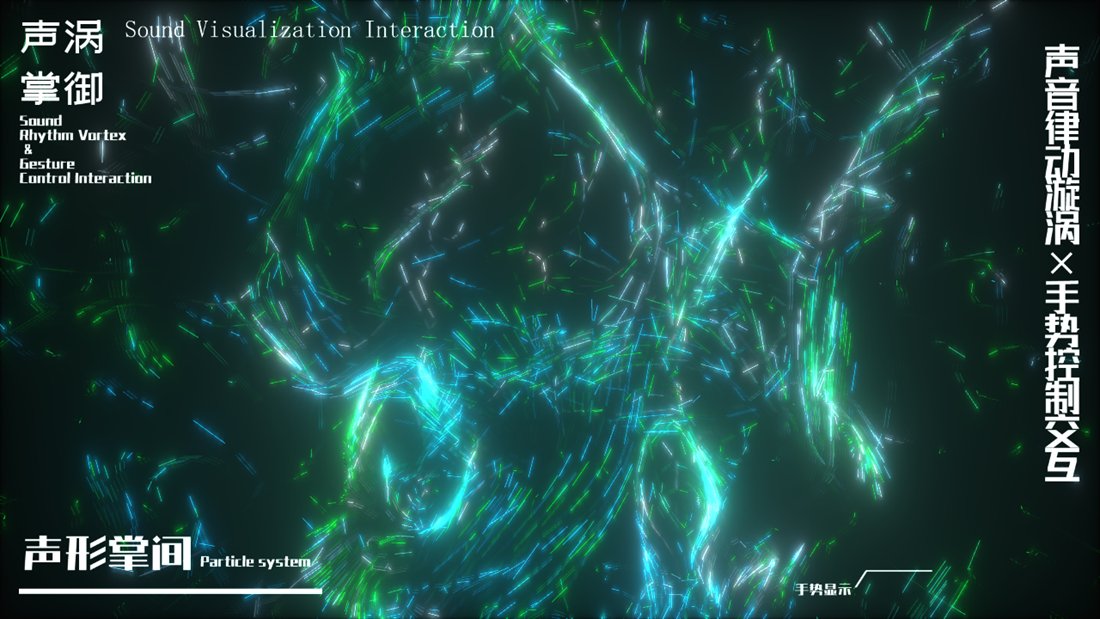 声涡
掌御
Sound Visualization Interaction
Sound
Rhythm Vortex
&
Gesture
Control Interaction
声音律动漩涡×手势控制交互
声形掌间
Particle system
手势显示